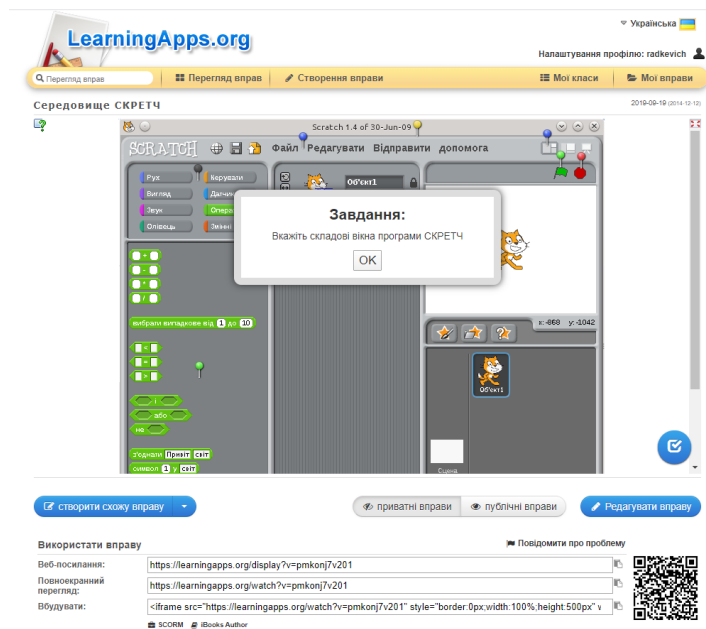 LearningApps.org
Українська
Налаштування профілю: radkevich
Перегляд вправ
Перегляд вправ
Створення вправи
Мої класи
Мої вправи
Середовище СКРЕТЧ
2019-09-19 (2014-12-12)
Scratch 1.4 of 30-Jun-09
SCRATCH
Файл Редагувати Відправити допомога
Рух
Керувати
Об'єкт1
Вигляд
Датчик
Звук
Опера
Олівець
Змінні
Завдання:
Вкажіть складові вікна програми СКРЕТЧ
OK
+
-
*
/
вибрати випадкове від 1 до 10
x:-868 y:-1042
<
=
>
і
або
не
Об'єкт1
з'єднати Привіт світ
символ 1 у світ
Сцена
створити схожу вправу
приватні вправи
публічні вправи
Редагувати вправу
Використати вправу
Повідомити про проблему
Веб-посилання:
https://learningapps.org/display?v=pmkonj7v201
Повноекранний перегляд:
https://learningapps.org/watch?v=pmkonj7v201
Вбудувати:
<iframe src="https://learningapps.org/watch?v=pmkonj7v201" style="border:0px;width:100%;height:500px"
SCORM
iBooks Author